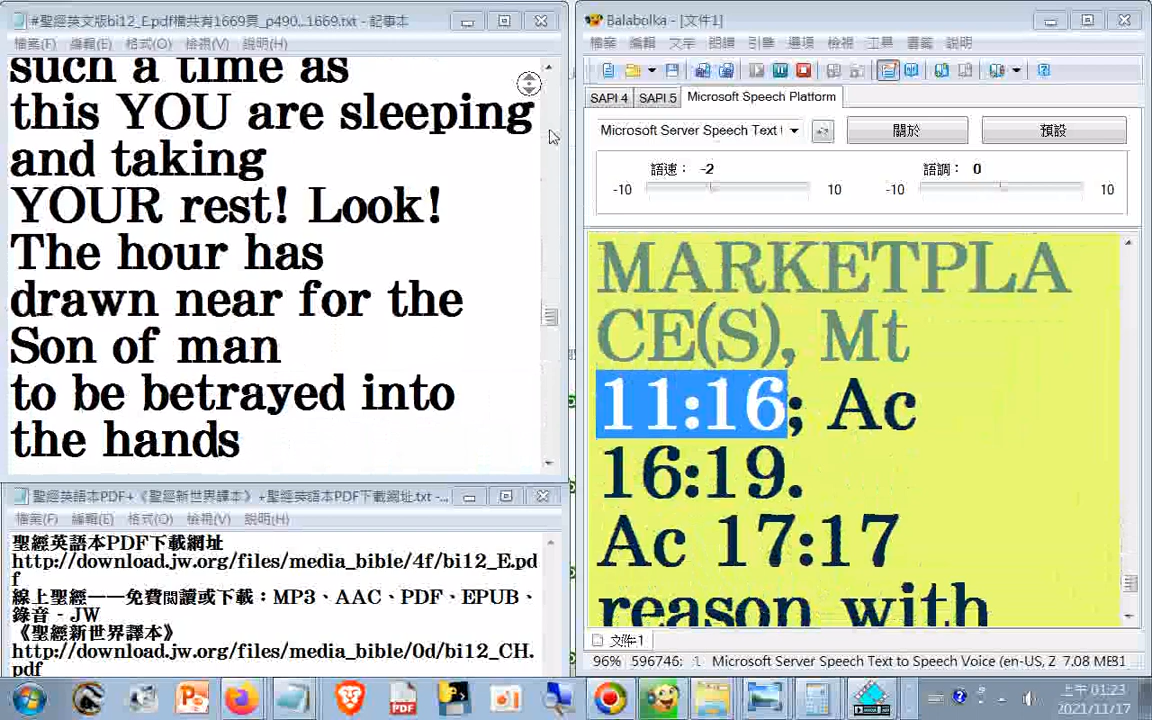 #聖經英文版bi12_E.pdf橫共有1669頁_p490,..1669.txt - 記事本
檔案(F) 編輯(E) 格式(O) 檢視(V) 說明(H)
such a time as
this YOU are sleeping
and taking
YOUR rest! Look!
The hour has
drawn near for the
Son of man
to be betrayed into
the hands
聖經英語本PDF+《聖經新世界譯本》+聖經英語本PDF下載網址.txt - ...
檔案(F) 編輯(E) 格式(O) 檢視(V) 說明(H)
聖經英語本PDF下載網址
http://download.jw.org/files/media_bible/4f/bi12_E.pd
f
線上聖經——免費閱讀或下載：MP3、AAC、PDF、EPUB、
錄音 - JW
《聖經新世界譯本》
http://download.jw.org/files/media_bible/0d/bi12_CH.
pdf
Balabolka - [文件1]
檔案 編輯 文字 朗讀 引擎 選項 檢視 工具 書籤 說明
SAPI 4 SAPI 5 Microsoft Speech Platform
Microsoft Server Speech Text 關於 預設
語速： -2 語調： 0
-10 10 -10 10
MARKETPLA
CE(S), Mt
11:16; Ac
16:19.
Ac 17:17
reason with
文件1
96% 596746: 1 Microsoft Server Speech Text to Speech Voice (en-US, Z 7.08 MB
上午 01:23
2021/11/17